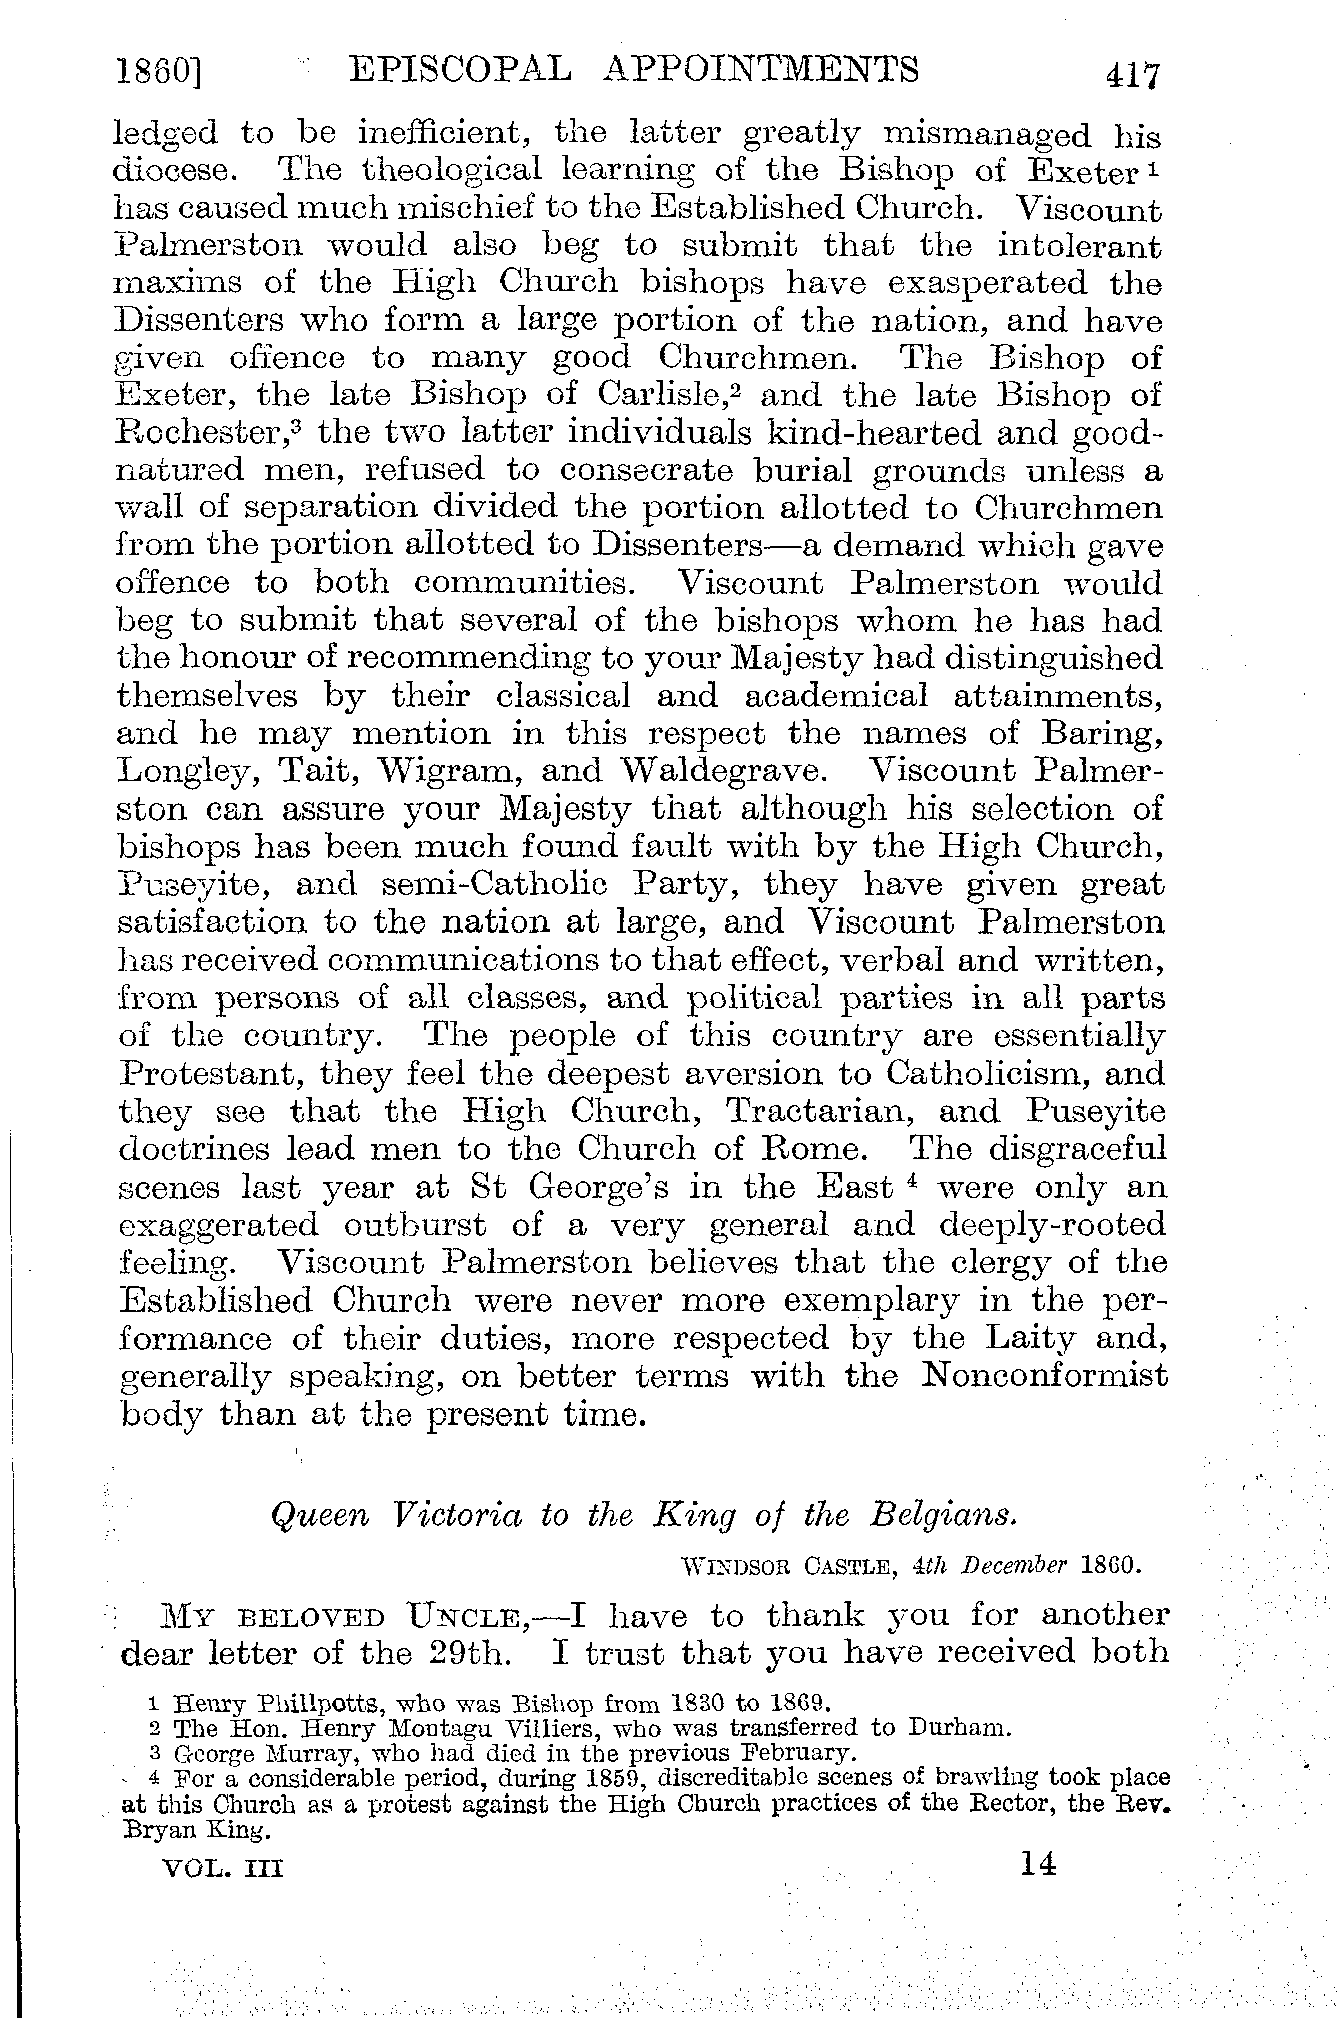 1860] EPISCOPAL APPOINTMENTS 417
ledged to be inefficient, the latter greatly mismanaged his
diocese. The theological learning of the Bishop of Exeter ¹
has caused much mischief to the Established Church. Viscount
Palmerston would also beg to submit that the intolerant
maxims of the High Church bishops have exasperated the
Dissenters who form a large portion of the nation, and have
given offence to many good Churchmen. The Bishop of
Exeter, the late Bishop of Carlisle,² and the late Bishop of
Rochester,³ the two latter individuals kind-hearted and good-
natured men, refused to consecrate burial grounds unless a
wall of separation divided the portion allotted to Churchmen
from the portion allotted to Dissenters—a demand which gave
offence to both communities. Viscount Palmerston would
beg to submit that several of the bishops whom he has had
the honour of recommending to your Majesty had distinguished
themselves by their classical and academical attainments,
and he may mention in this respect the names of Baring,
Longley, Tait, Wigram, and Waldegrave. Viscount Palmer-
ston can assure your Majesty that although his selection of
bishops has been much found fault with by the High Church,
Puseyite, and semi-Catholic Party, they have given great
satisfaction to the nation at large, and Viscount Palmerston
has received communications to that effect, verbal and written,
from persons of all classes, and political parties in all parts
of the country. The people of this country are essentially
Protestant, they feel the deepest aversion to Catholicism, and
they see that the High Church, Tractarian, and Puseyite
doctrines lead men to the Church of Rome. The disgraceful
scenes last year at St George's in the East ⁴ were only an
exaggerated outburst of a very general and deeply-rooted
feeling. Viscount Palmerston believes that the clergy of the
Established Church were never more exemplary in the per-
formance of their duties, more respected by the Laity and,
generally speaking, on better terms with the Nonconformist
body than at the present time.
Queen Victoria to the King of the Belgians.
WINDSOR CASTLE, 4th December 1860.
MY BELOVED UNCLE,—I have to thank you for another
dear letter of the 29th. I trust that you have received both
1 Henry Phillpotts, who was Bishop from 1830 to 1869.
2 The Hon. Henry Montagu Villiers, who was transferred to Durham.
3 George Murray, who had died in the previous February.
4 For a considerable period, during 1859, discreditable scenes of brawling took place
at this Church as a protest against the High Church practices of the Rector, the Rev.
Bryan King.
VOL. III 14